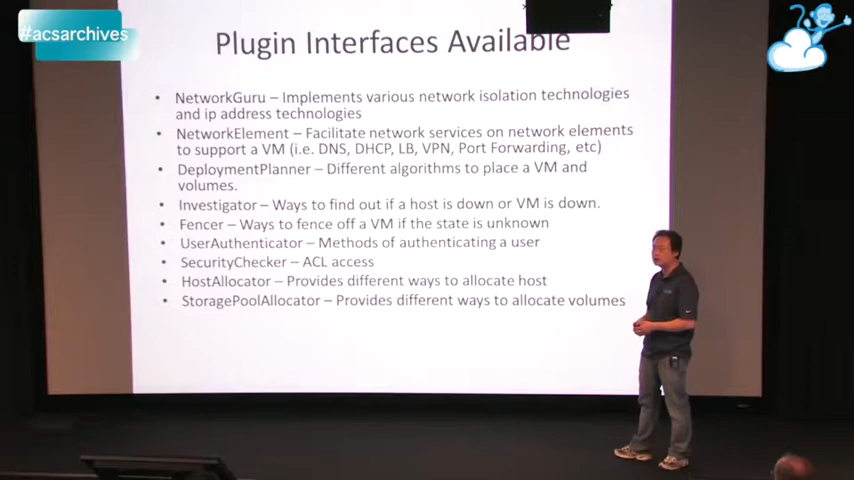 #acsarchives
Plugin Interfaces Available
• NetworkGuru – Implements various network isolation technologies
and ip address technologies
• NetworkElement – Facilitate network services on network elements
to support a VM (i.e. DNS, DHCP, LB, VPN, Port Forwarding, etc)
• DeploymentPlanner – Different algorithms to place a VM and
volumes.
• Investigator – Ways to find out if a host is down or VM is down.
• Fencer – Ways to fence off a VM if the state is unknown
• UserAuthenticator – Methods of authenticating a user
• SecurityChecker – ACL access
• HostAllocator – Provides different ways to allocate host
• StoragePoolAllocator – Provides different ways to allocate volumes